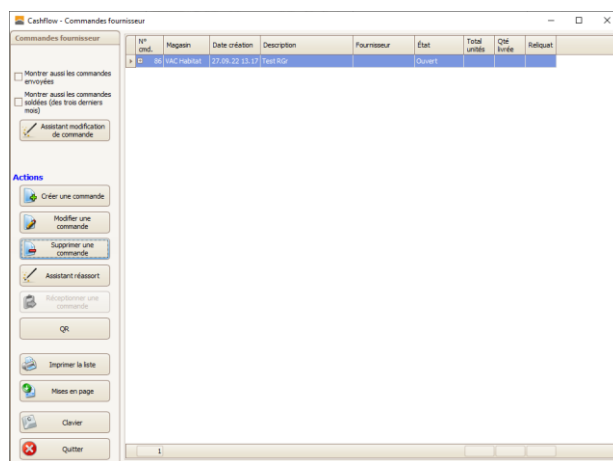 Cashflow - Commandes fournisseur
Commandes fournisseur
Montrer aussi les commandes
envoyées
Montrer aussi les commandes
soldées (des trois derniers
mois)
Assistant modification
de commande
Actions
Créer une commande
Modifier une
commande
Supprimer une
commande
Assistant réassort
Réceptionner une
commande
QR
Imprimer la liste
Mises en page
Clavier
Quitter
N° cmd. Magasin Date création Description Fournisseur État Total unités Qté livrée Reliquat
86 VAC Habitat 27.09.22 13.17 Test RGr Ouvert
1